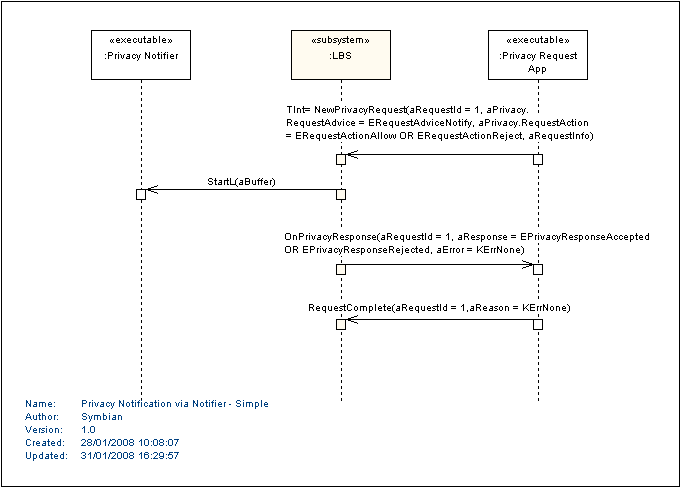 «executable»
:Privacy Notifier
«subsystem»
:LBS
«executable»
:Privacy Request
App
TInt= NewPrivacyRequest(aRequestId = 1, aPrivacy.
RequestAdvice = ERequestAdviceNotify, aPrivacy.RequestAction
= ERequestActionAllow OR ERequestActionReject, aRequestInfo)
StartL(aBuffer)
OnPrivacyResponse(aRequestId = 1, aResponse = EPrivacyResponseAccepted
OR EPrivacyResponseRejected, aError = KErrNone)
RequestComplete(aRequestId = 1,aReason = KErrNone)
Name: Privacy Notification via Notifier - Simple
Author: Symbian
Version: 1.0
Created: 28/01/2008 10:08:07
Updated: 31/01/2008 16:29:57